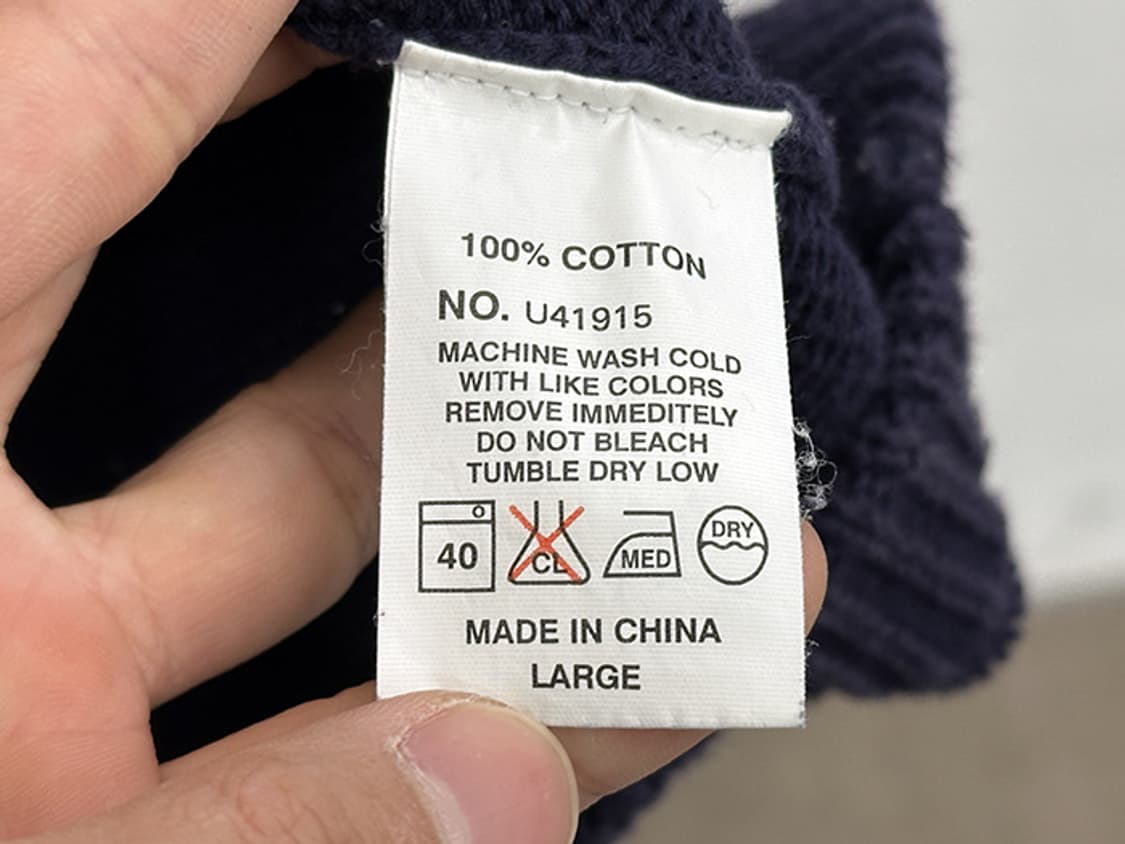 100% COTTON
NO. U41915
MACHINE WASH COLD
WITH LIKE COLORS
REMOVE IMMEDITELY
DO NOT BLEACH
TUMBLE DRY LOW
40 CL MED DRY
MADE IN CHINA
LARGE